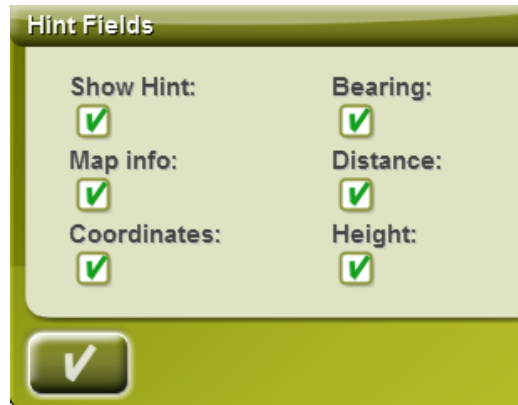 Hint Fields
Show Hint: Bearing:
Map info: Distance:
Coordinates: Height: